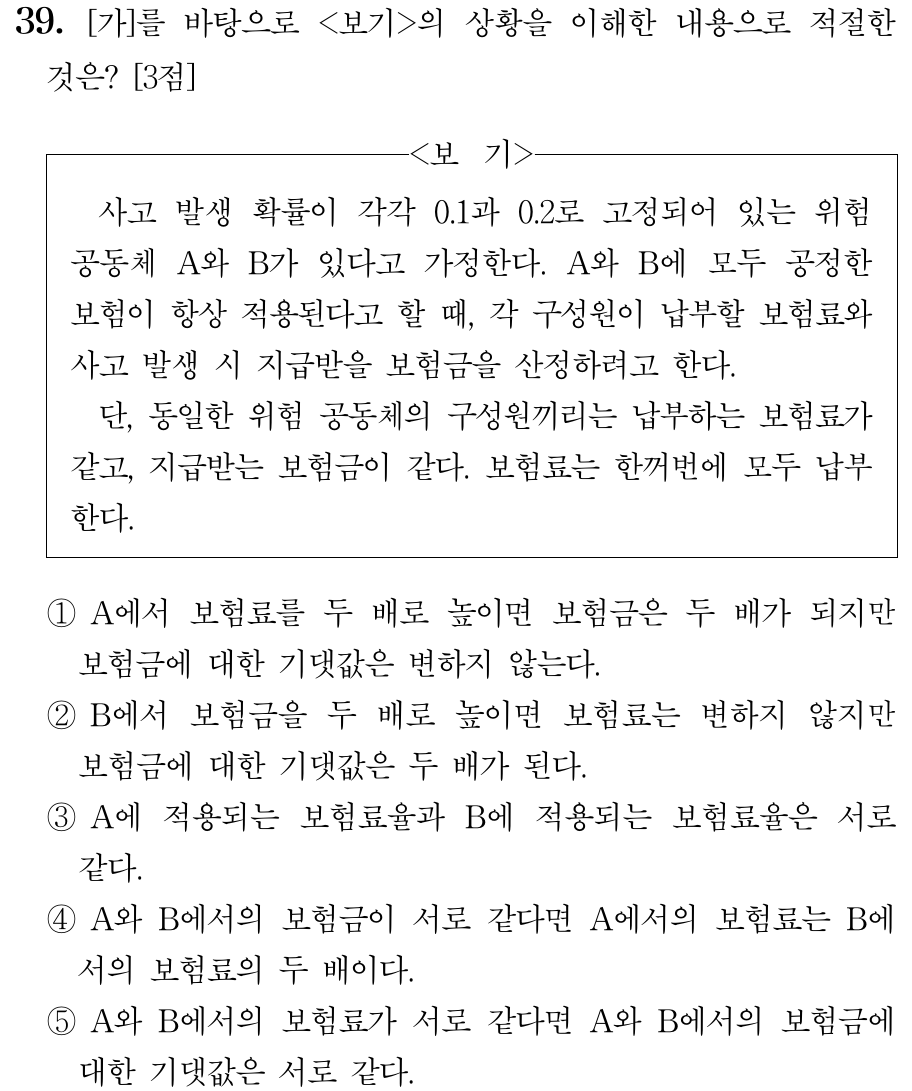 39. [가]를 바탕으로 <보기>의 상황을 이해한 내용으로 적절한
것은? [3점]
<보 기>
사고 발생 확률이 각각 0.1과 0.2로 고정되어 있는 위험
공동체 A와 B가 있다고 가정한다. A와 B에 모두 공정한
보험이 항상 적용된다고 할 때, 각 구성원이 납부할 보험료와
사고 발생 시 지급받을 보험금을 산정하려고 한다.
단, 동일한 위험 공동체의 구성원끼리는 납부하는 보험료가
같고, 지급받는 보험금이 같다. 보험료는 한꺼번에 모두 납부
한다.
① A에서 보험료를 두 배로 높이면 보험금은 두 배가 되지만
보험금에 대한 기댓값은 변하지 않는다.
② B에서 보험금을 두 배로 높이면 보험료는 변하지 않지만
보험금에 대한 기댓값은 두 배가 된다.
③ A에 적용되는 보험료율과 B에 적용되는 보험료율은 서로
같다.
④ A와 B에서의 보험금이 서로 같다면 A에서의 보험료는 B에
서의 보험료의 두 배이다.
⑤ A와 B에서의 보험료가 서로 같다면 A와 B에서의 보험금에
대한 기댓값은 서로 같다.